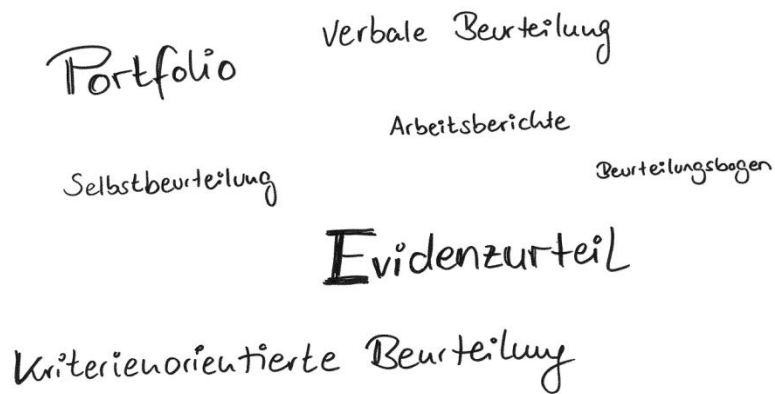 Verbale Beurteilung
Portfolio
Arbeitsberichte
Beurteilungsbogen
Selbstbeurteilung
Evidenzurteil
Kriterienorientierte Beurteilung